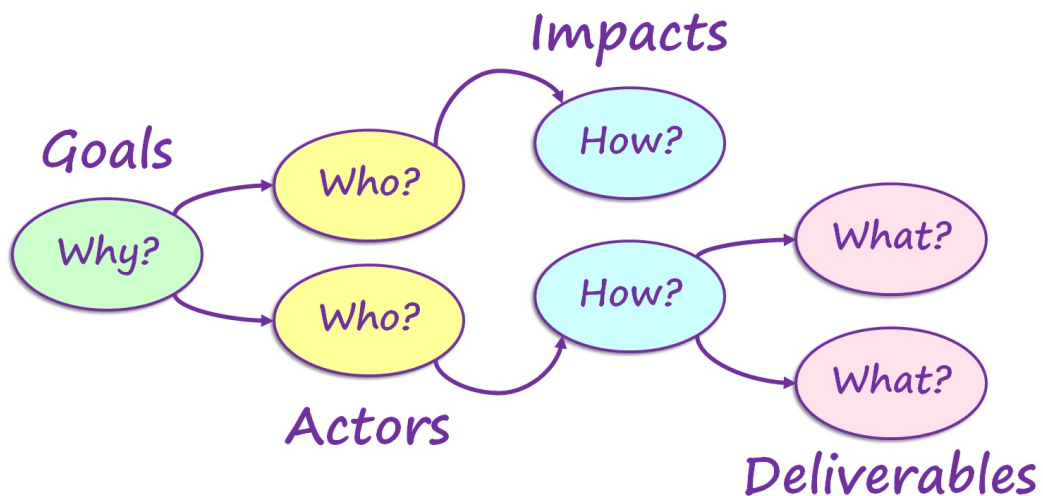 Impacts
How?
Goals
Who?
Why?
What?
How?
Who?
What?
Actors
Deliverables